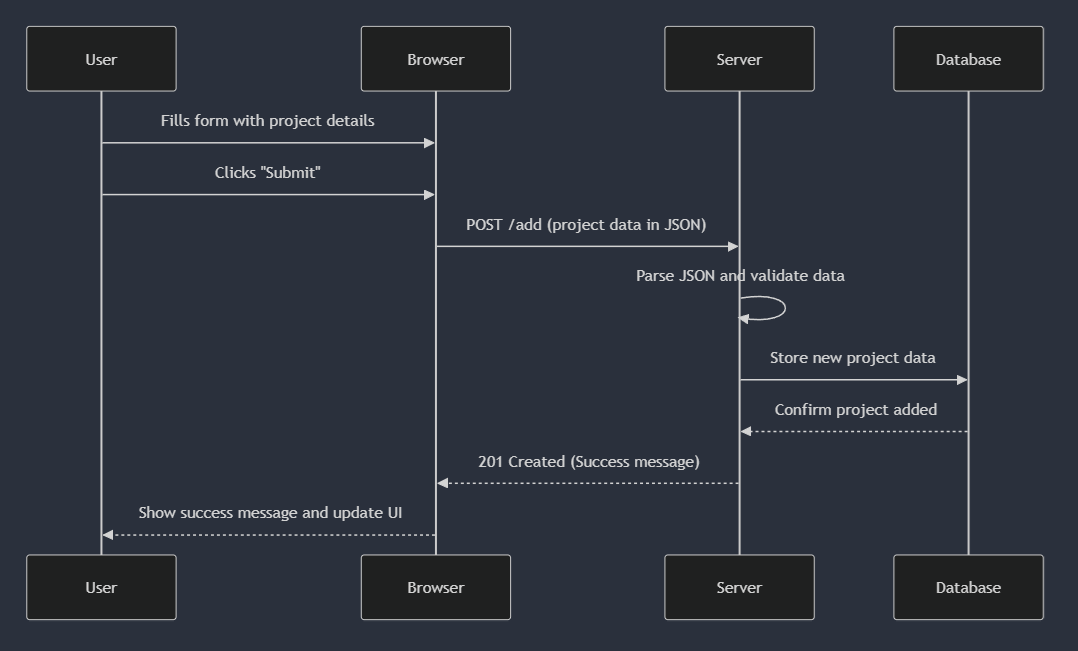 User
Browser
Server
Database
Fills form with project details
Clicks "Submit"
POST /add (project data in JSON)
Parse JSON and validate data
Store new project data
Confirm project added
201 Created (Success message)
Show success message and update UI
User
Browser
Server
Database